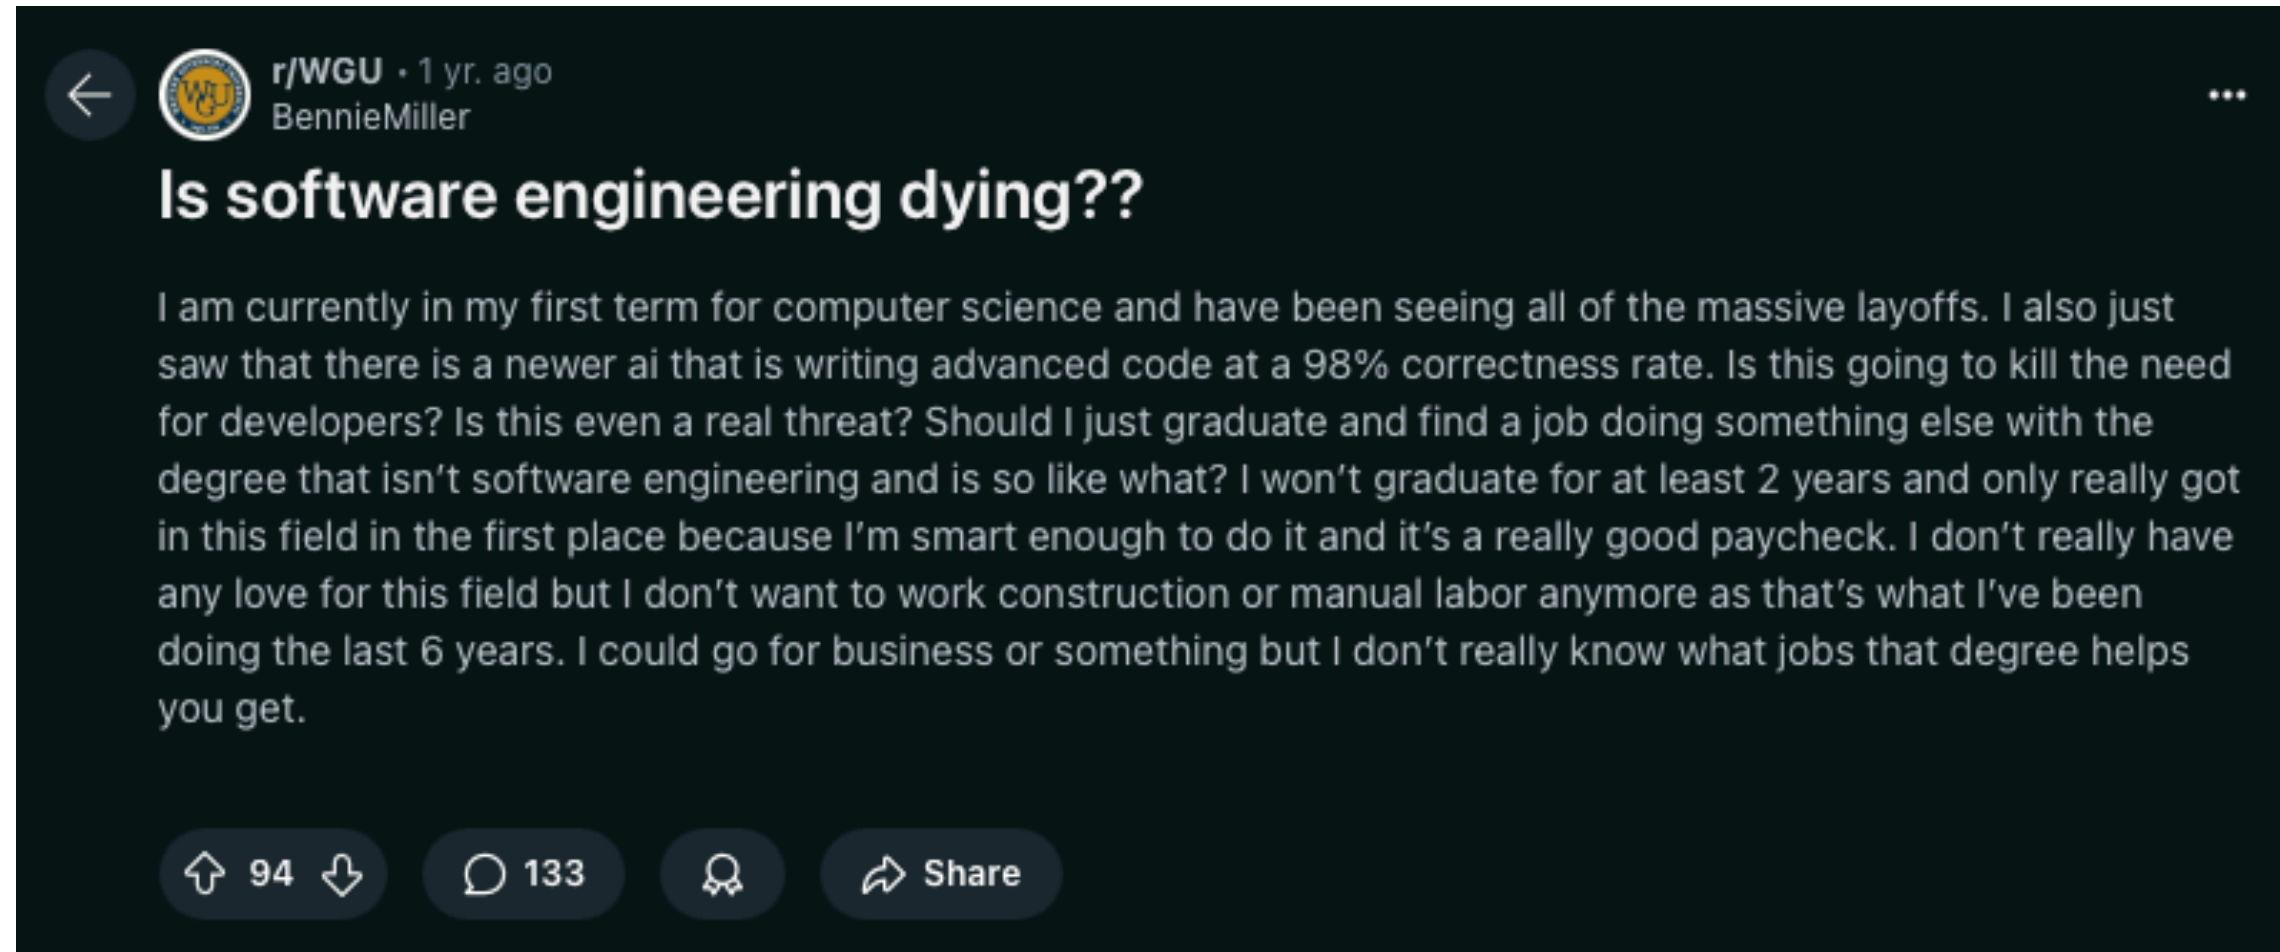 r/WGU • 1 yr. ago
BennieMiller
Is software engineering dying??
I am currently in my first term for computer science and have been seeing all of the massive layoffs. I also just
saw that there is a newer ai that is writing advanced code at a 98% correctness rate. Is this going to kill the need
for developers? Is this even a real threat? Should I just graduate and find a job doing something else with the
degree that isn’t software engineering and is so like what? I won’t graduate for at least 2 years and only really got
in this field in the first place because I’m smart enough to do it and it’s a really good paycheck. I don’t really have
any love for this field but I don’t want to work construction or manual labor anymore as that’s what I’ve been
doing the last 6 years. I could go for business or something but I don’t really know what jobs that degree helps
you get.
94 133 Share